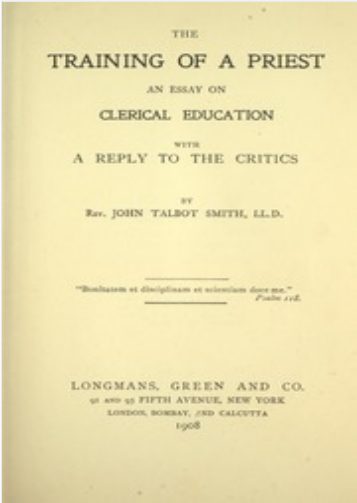 THE
TRAINING OF A PRIEST
AN ESSAY ON
CLERICAL EDUCATION
WITH
A REPLY TO THE CRITICS
BY
Rev. JOHN TALBOT SMITH, LL.D.
"Bonitatem et disciplinam et scientiam doce me."
Psalm 118.
LONGMANS, GREEN AND CO.
91 AND 93 FIFTH AVENUE, NEW YORK
LONDON, BOMBAY, AND CALCUTTA
1908